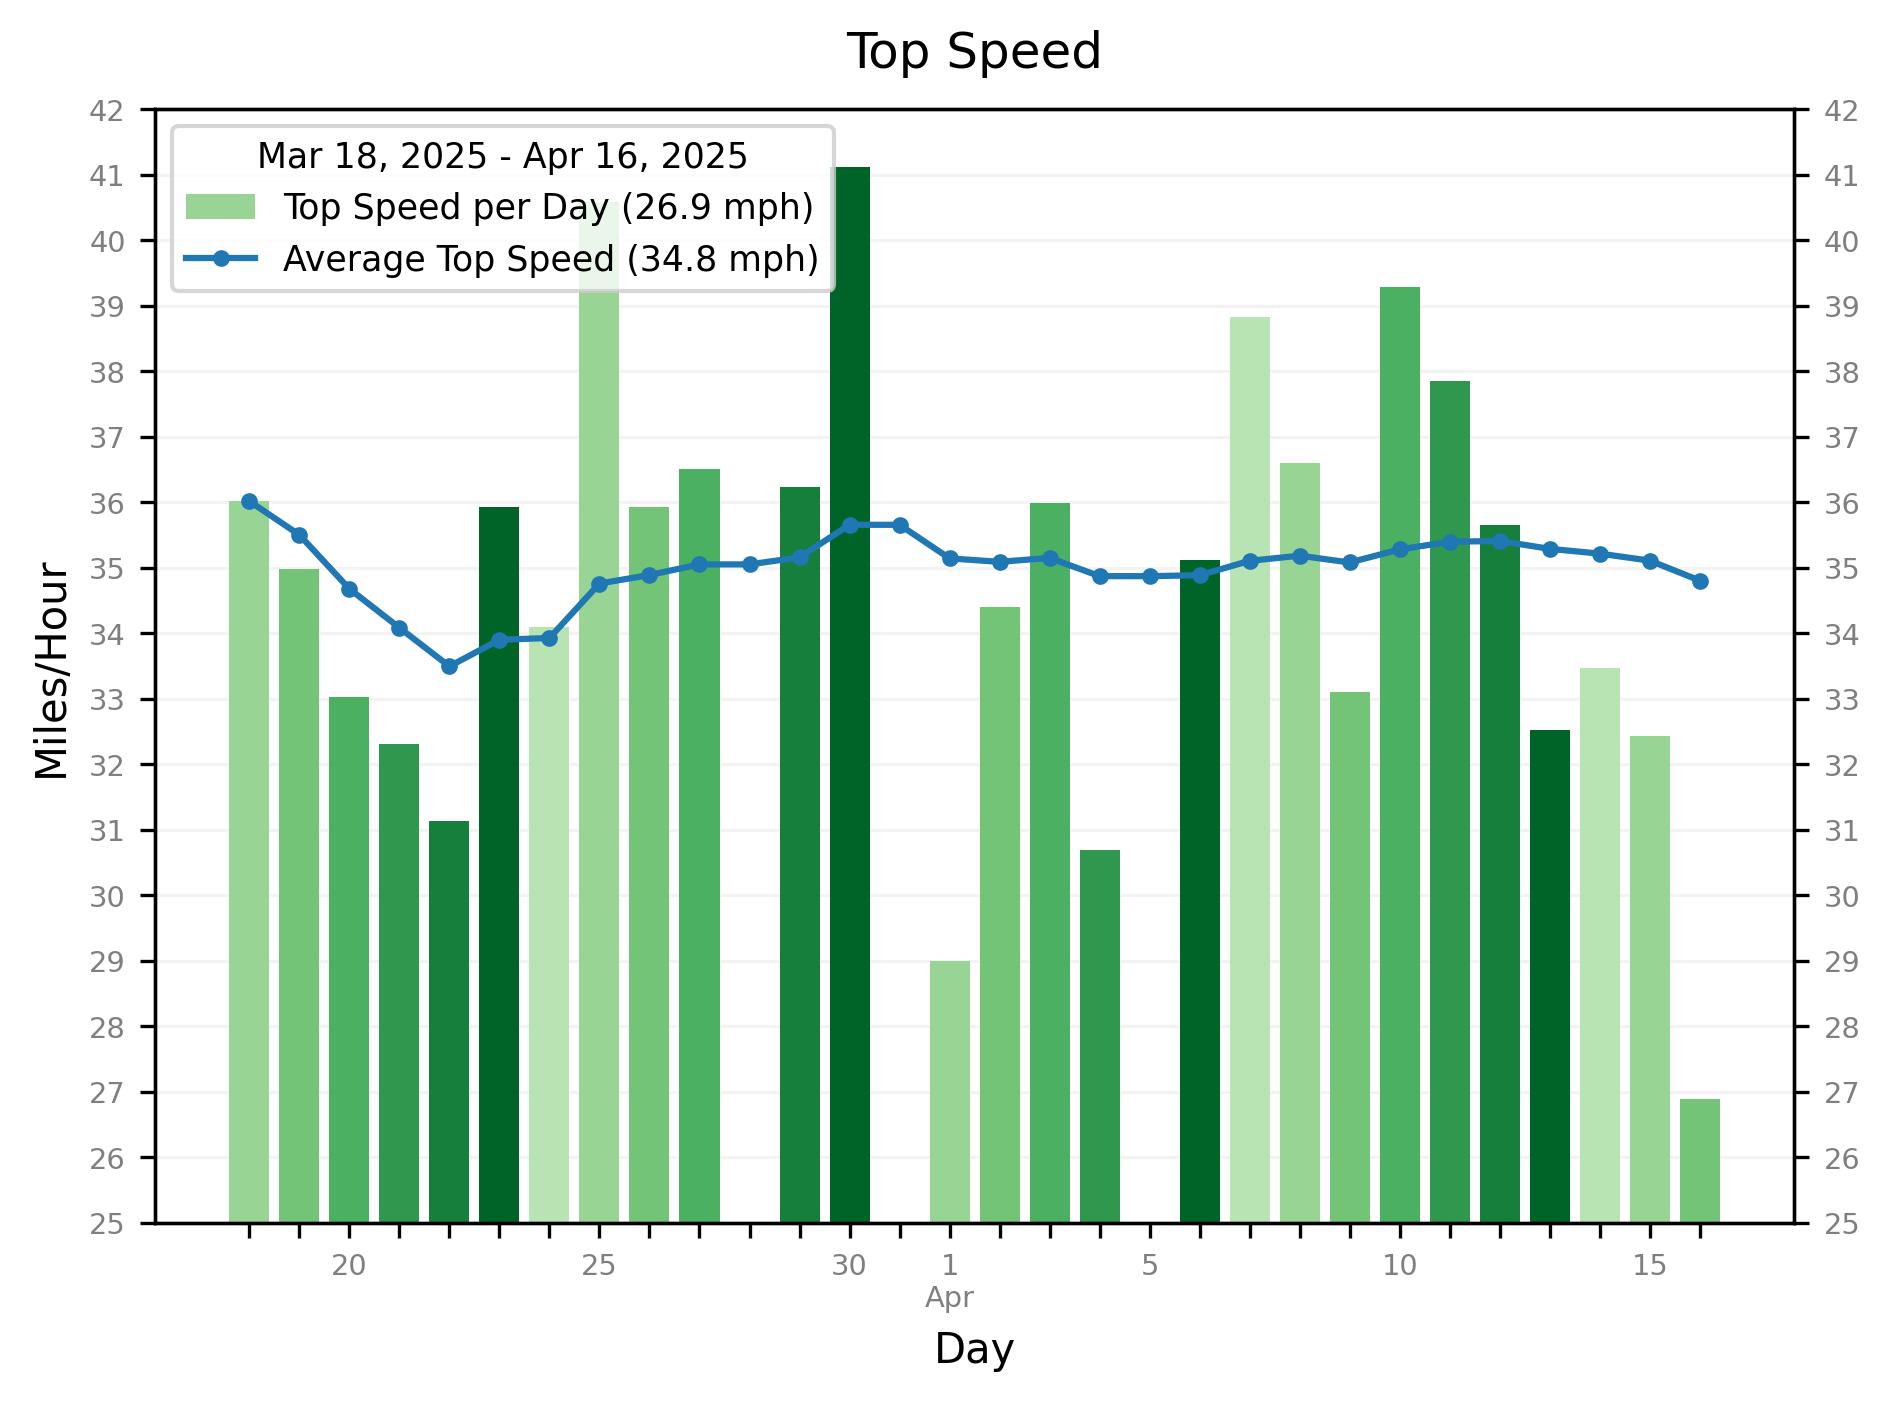 Top Speed
Mar 18, 2025 - Apr 16, 2025
Top Speed per Day (26.9 mph)
Average Top Speed (34.8 mph)
42 42
41 41
40 40
39 39
38 38
37 37
36 36
35 35
34 34
33 33
32 32
31 31
30 30
29 29
28 28
27 27
26 26
25 25
Miles/Hour
20 25 30 1 5 10 15
Apr
Day